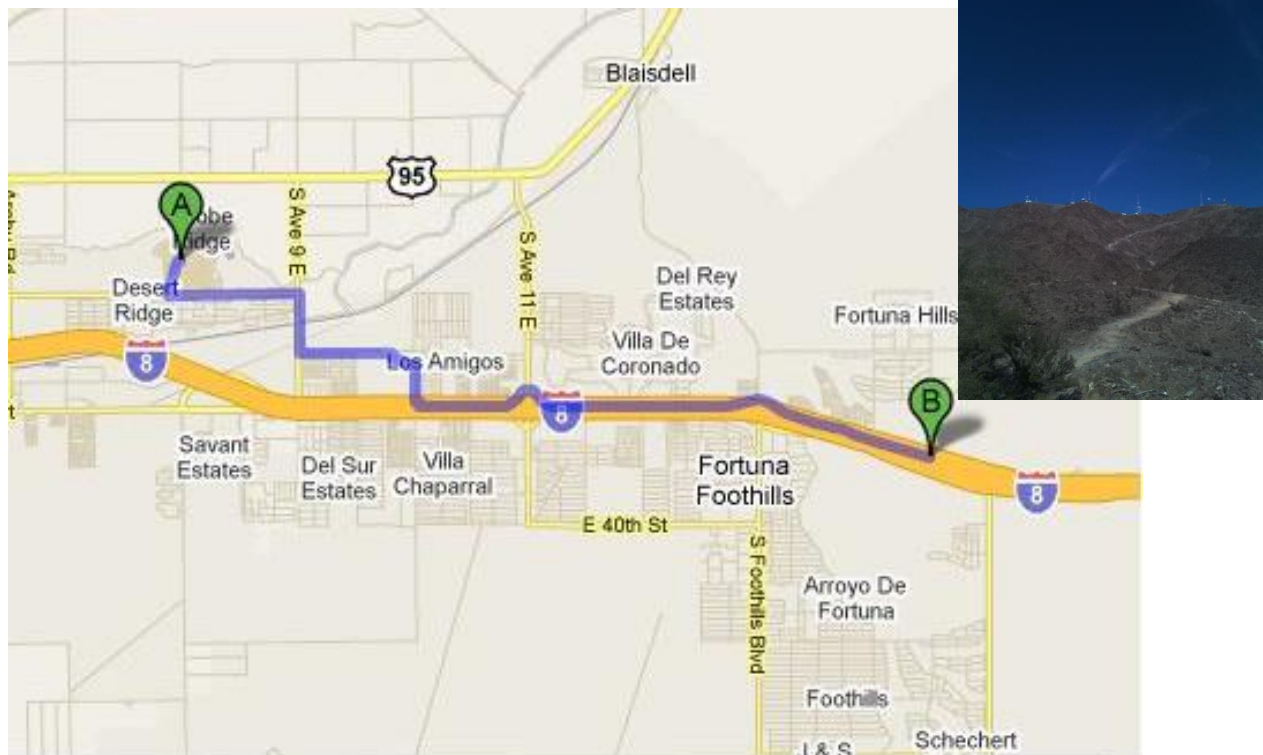 Blaisdell
95
A
Ridge
S Ave 9 E
S Ave 11 E
Desert
Ridge
Del Rey
Estates
Fortuna Hills
8
Los Amigos
Villa De
Coronado
8
B
Savant
Estates
Del Sur
Estates
Villa
Chaparral
Fortuna
Foothills
8
E 40th St
S Foothills Blvd
Arroyo De
Fortuna
Foothills
Schechert